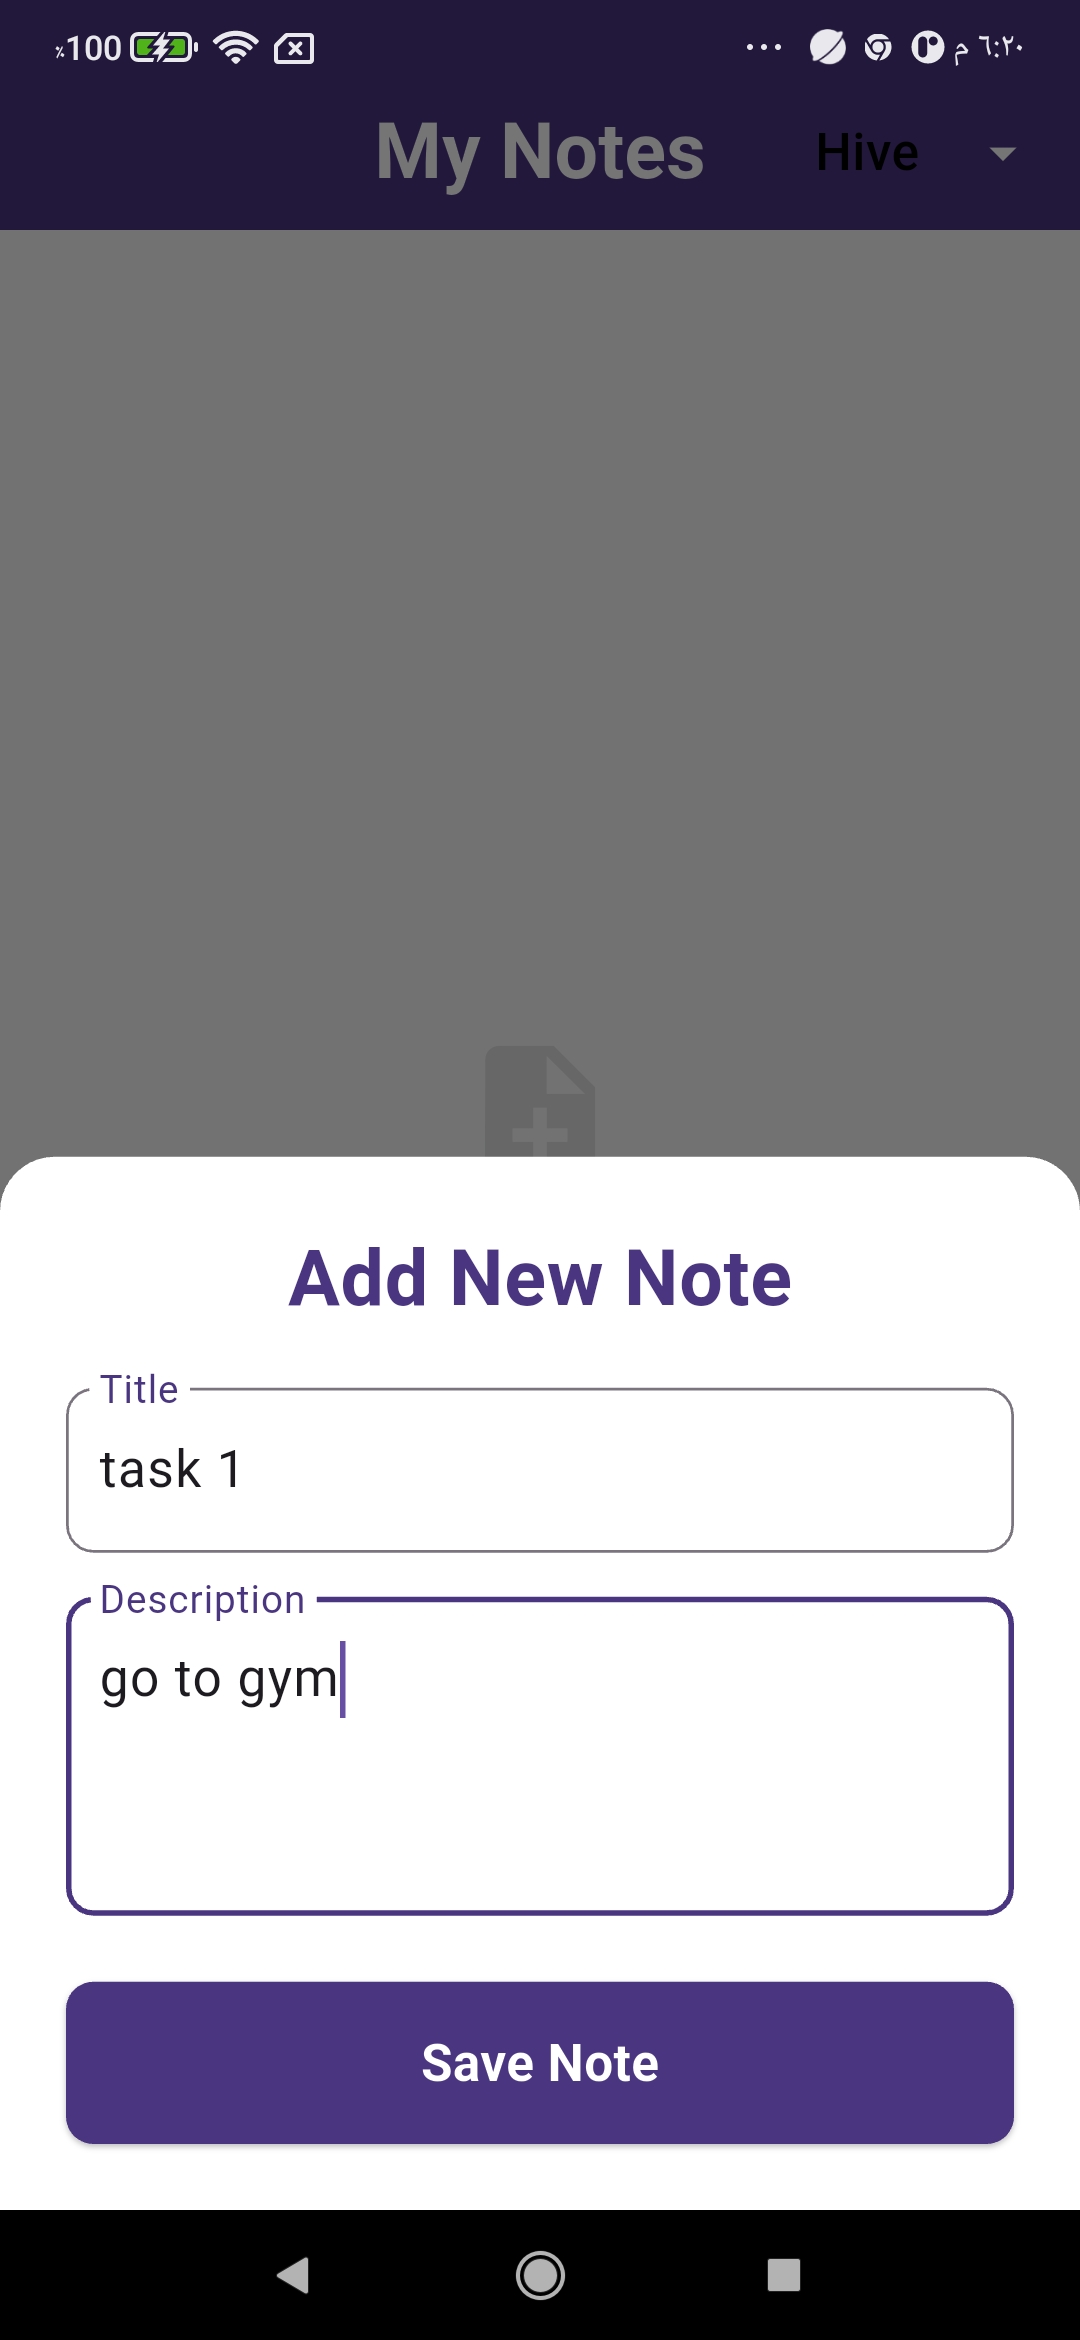 ٪100 م ٦:٢٠
My Notes Hive
Add New Note
Title
task 1
Description
go to gym
Save Note